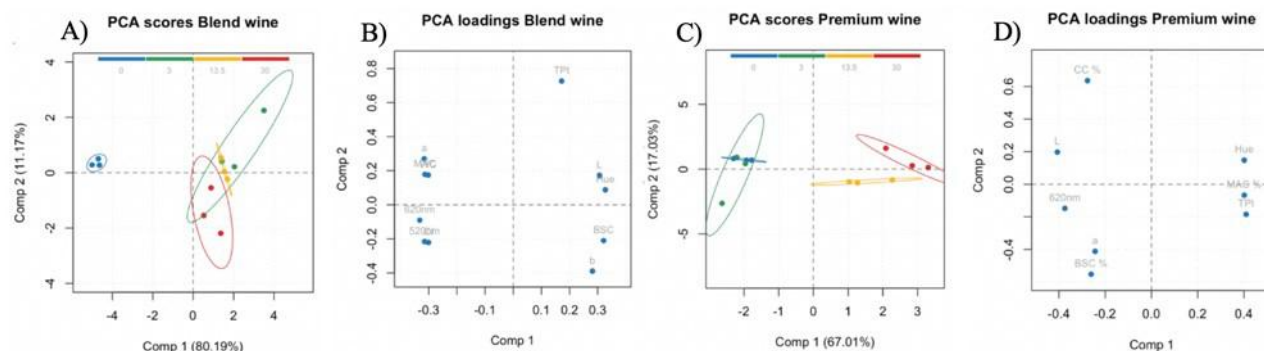 A)
PCA scores Blend wine
0 3 13.5 30
4
2
0
-2
-4
Comp 2 (11.17%)
-4 -2 0 2 4
Comp 1 (80.19%)
B)
PCA loadings Blend wine
0.8
0.6
0.4
0.2
0.0
-0.2
-0.4
Comp 2
TPI
a
L
Hue
620nm
520nm
BSC
b
-0.3 -0.1 0.1 0.2 0.3
Comp 1
C)
PCA scores Premium wine
0 3 13.5 30
5
0
-5
Comp 2 (17.03%)
-2 -1 0 1 2 3
Comp 1 (67.01%)
D)
PCA loadings Premium wine
0.6
0.4
0.2
0.0
-0.2
-0.4
Comp 2
CC %
L
Hue
MAG %
620nm
TPI
a
BSC %
-0.4 -0.2 0.0 0.2 0.4
Comp 1